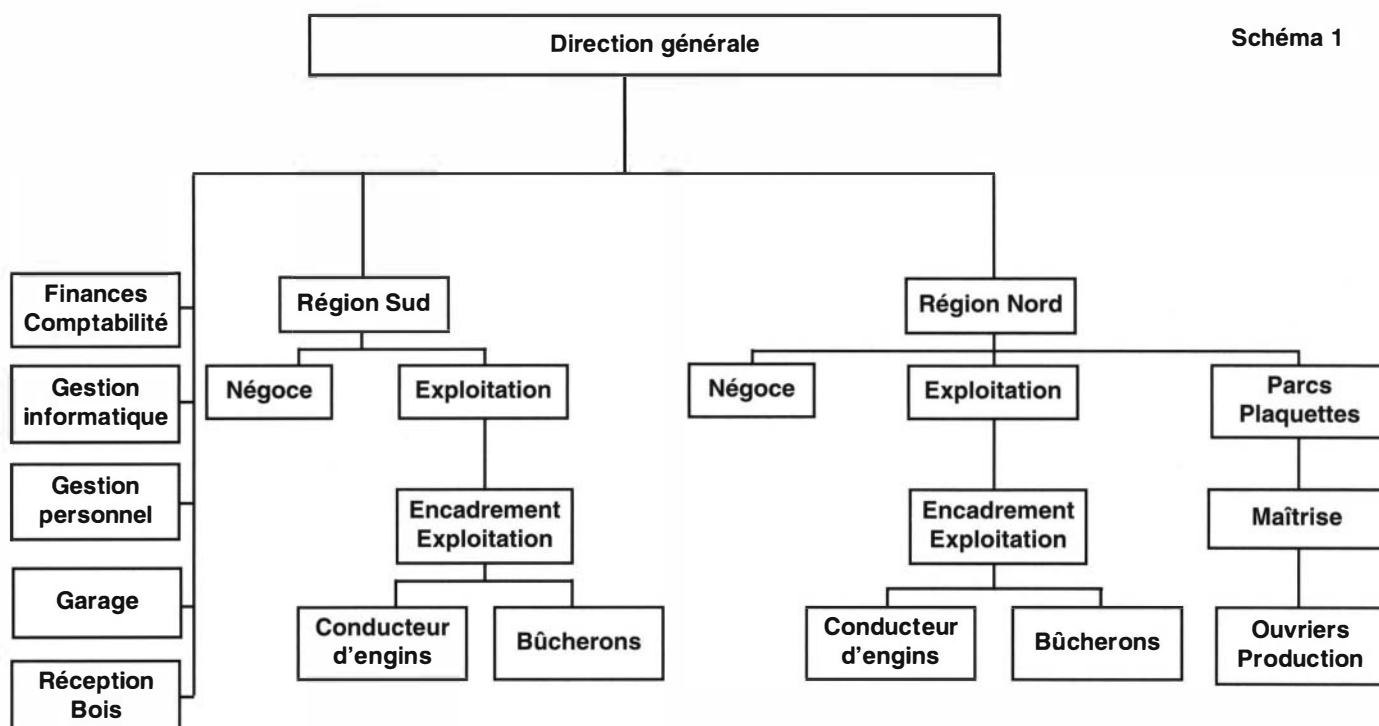 Direction générale
Schéma 1
Finances
Comptabilité
Gestion
informatique
Gestion
personnel
Garage
Réception
Bois
Région Sud
Négoce
Exploitation
Encadrement
Exploitation
Conducteur
d'engins
Bûcherons
Région Nord
Négoce
Exploitation
Parcs
Plaquettes
Encadrement
Exploitation
Maîtrise
Conducteur
d'engins
Bûcherons
Ouvriers
Production